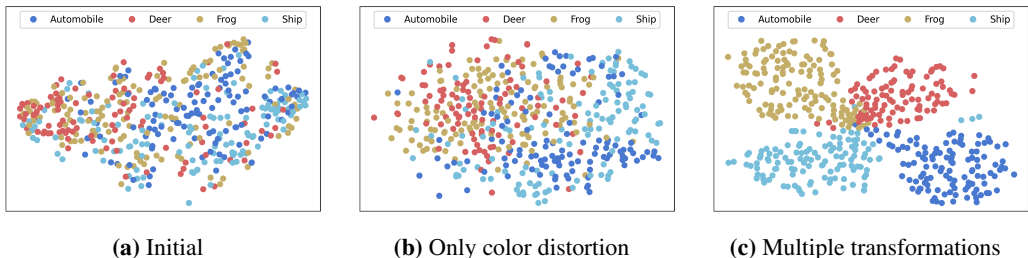 Automobile Deer Frog Ship
Automobile Deer Frog Ship
Automobile Deer Frog Ship
(a) Initial
(b) Only color distortion
(c) Multiple transformations